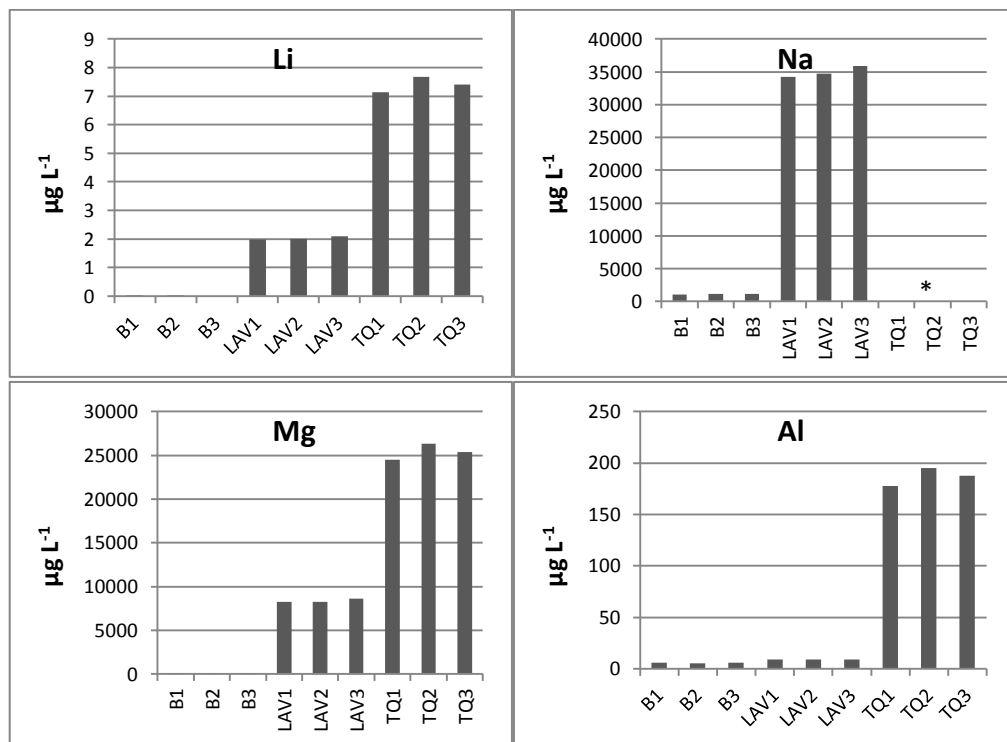 Li
µg L-1
9
8
7
6
5
4
3
2
1
0
B1 B2 B3 LAV1 LAV2 LAV3 TQ1 TQ2 TQ3
Na
µg L-1
40000
35000
30000
25000
20000
15000
10000
5000
0
*
B1 B2 B3 LAV1 LAV2 LAV3 TQ1 TQ2 TQ3
Mg
µg L-1
30000
25000
20000
15000
10000
5000
0
B1 B2 B3 LAV1 LAV2 LAV3 TQ1 TQ2 TQ3
Al
µg L-1
250
200
150
100
50
0
B1 B2 B3 LAV1 LAV2 LAV3 TQ1 TQ2 TQ3